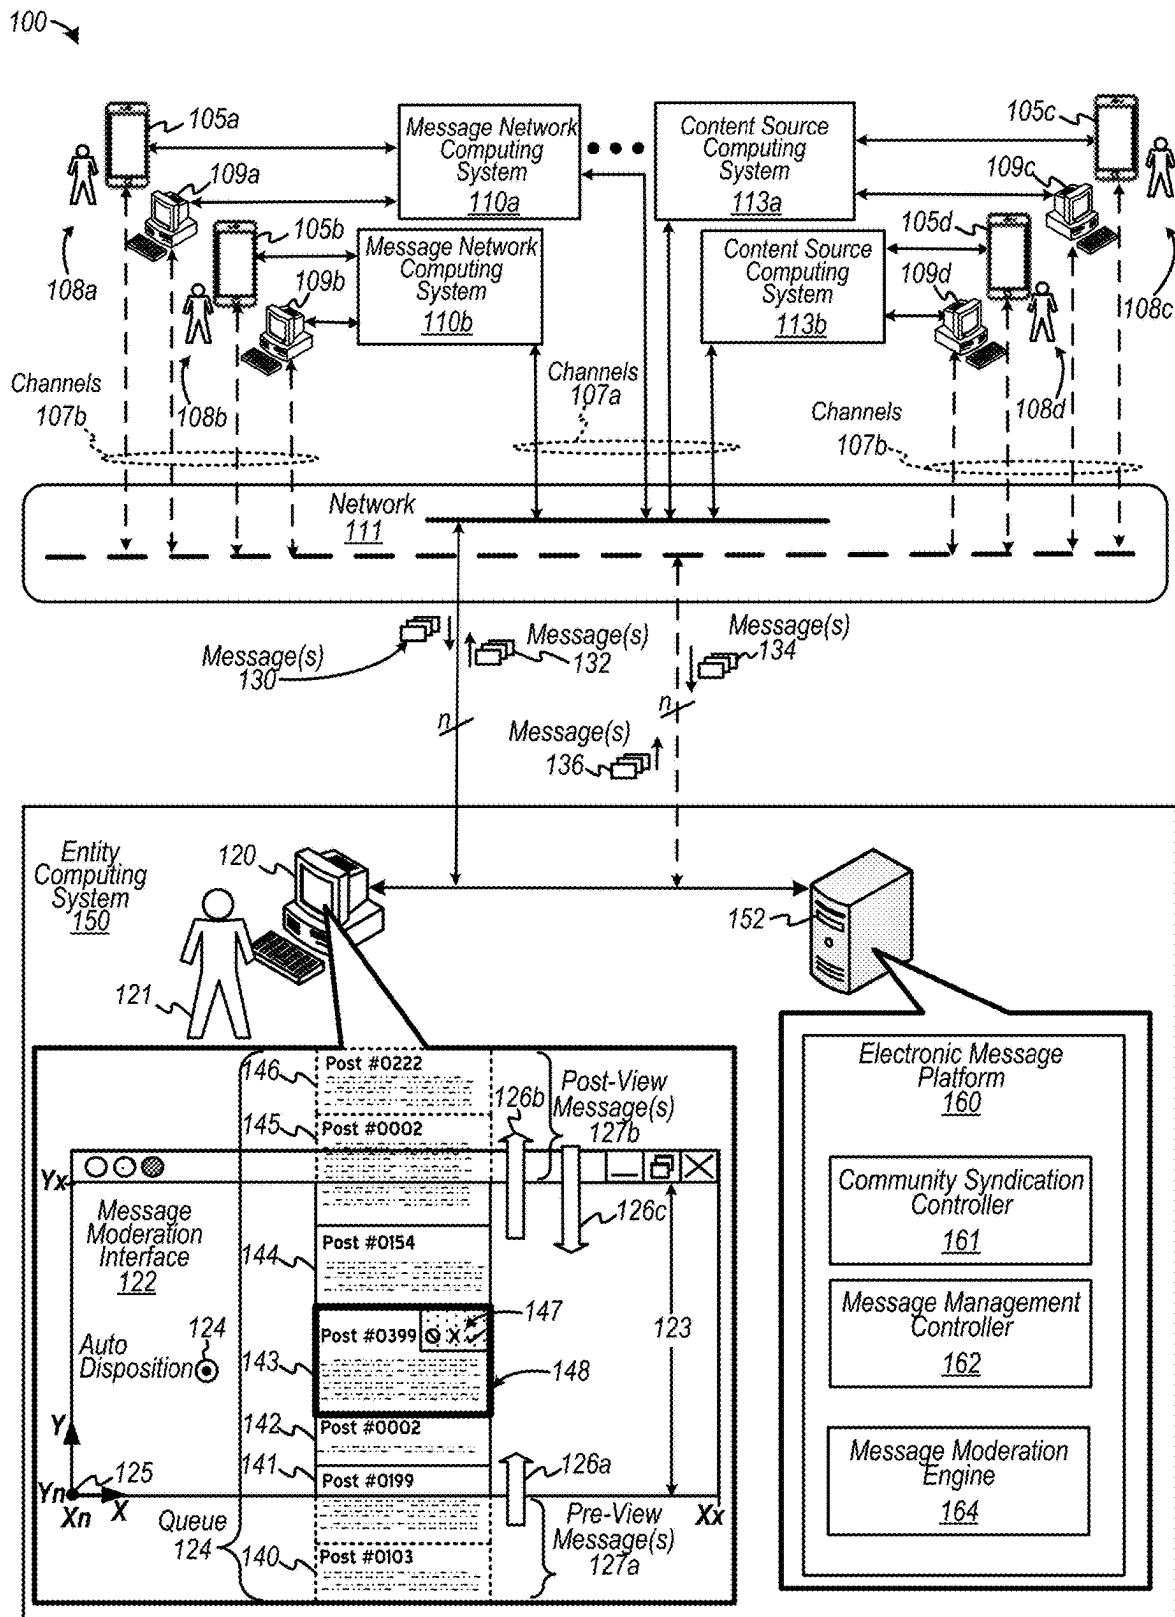 100
105a
Message Network
Computing
System
110a
Content Source
Computing
System
113a
105c
109a
109c
105b
Message Network
Computing
System
110b
Content Source
Computing
System
113b
105d
108a
109b
109d
108c
Channels
107b
108b
Channels
107a
108d
Channels
107b
Network
111
Message(s)
130
Message(s)
132
Message(s)
134
n
n
Message(s)
136
Entity
Computing
System
150
120
152
121
Electronic Message
Platform
160
Community Syndication
Controller
161
Message Management
Controller
162
Message Moderation
Engine
164
146
Post #0222
126b
Post-View
Message(s)
127b
145
Post #0002
Yx
Message
Moderation
Interface
122
126c
144
Post #0154
147
123
Auto
Disposition
124
Post #0399
X
143
148
142
Post #0002
Y
141
Post #0199
126a
125
Yn
Xn
X
Xx
Queue
124
Pre-View
Message(s)
127a
140
Post #0103